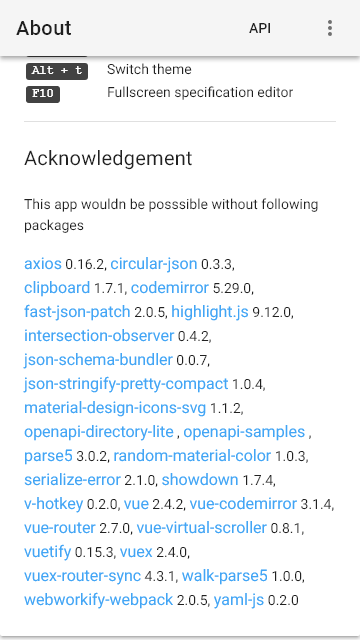 About API
Alt + t Switch theme
F10 Fullscreen specification editor
Acknowledgement
This app wouldn be posssible without following
packages
axios 0.16.2, circular-json 0.3.3,
clipboard 1.7.1, codemirror 5.29.0,
fast-json-patch 2.0.5, highlight.js 9.12.0,
intersection-observer 0.4.2,
json-schema-bundler 0.0.7,
json-stringify-pretty-compact 1.0.4,
material-design-icons-svg 1.1.2,
openapi-directory-lite , openapi-samples ,
parse5 3.0.2, random-material-color 1.0.3,
serialize-error 2.1.0, showdown 1.7.4,
v-hotkey 0.2.0, vue 2.4.2, vue-codemirror 3.1.4,
vue-router 2.7.0, vue-virtual-scroller 0.8.1,
vuetify 0.15.3, vuex 2.4.0,
vuex-router-sync 4.3.1, walk-parse5 1.0.0,
webworkify-webpack 2.0.5, yaml-js 0.2.0